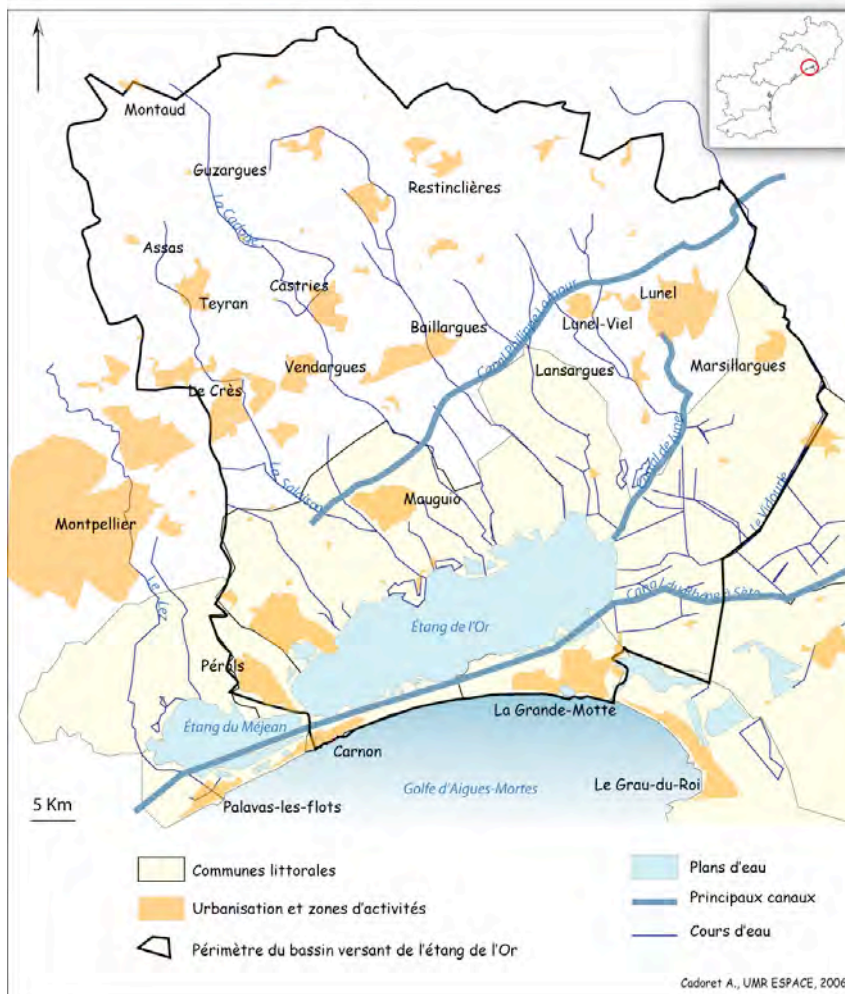 Montaud
Guzargues
Restinclières
La Cadoule
Assas
Castries
Teyran
Lunel
Baillargues
Lunel-Viel
Canal Philippe Lamour
Vendargues
Lansargues
Marsillargues
Le Crès
Canal de Lunel
La Salaison
Mauguio
Montpellier
Le Vidourle
Le Lez
Canal du Rhône à Sète
Étang de l'Or
Pérols
La Grande-Motte
Étang du Méjean
Carnon
Le Grau-du-Roi
Golfe d'Aigues-Mortes
5 Km
Palavas-les-flots
Communes littorales
Urbanisation et zones d'activités
Périmètre du bassin versant de l'étang de l'Or
Plans d'eau
Principaux canaux
Cours d'eau
Cadoret A., UMR ESPACE, 2006